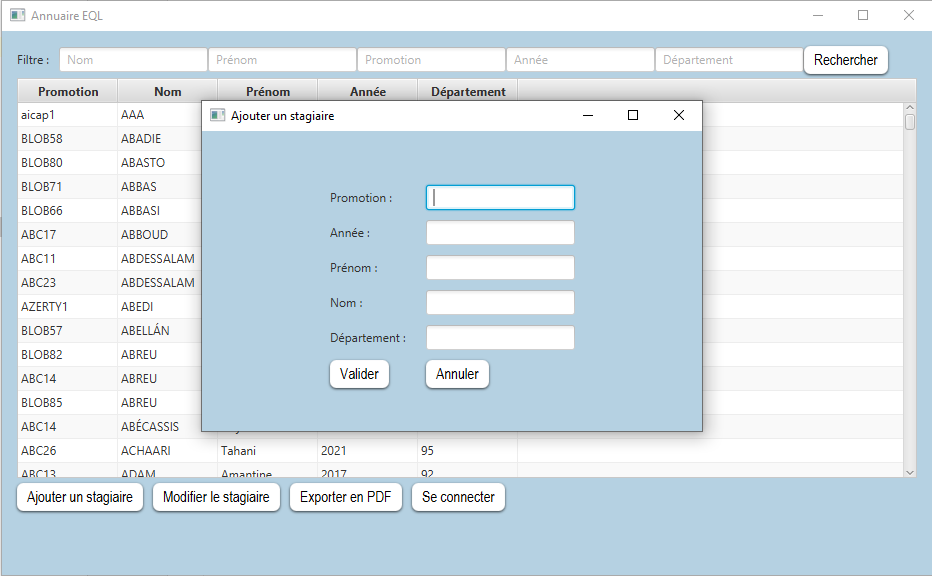 Annuaire EQL
Filtre : Nom Prénom Promotion Année Département Rechercher
Promotion Nom Prénom Année Département
aicap1 AAA
BLOB58 ABADIE
BLOB80 ABASTO
BLOB71 ABBAS
BLOB66 ABBASI
ABC17 ABBOUD
ABC11 ABDESSALAM
ABC23 ABDESSALAM
AZERTY1 ABEDI
BLOB57 ABELLÁN
BLOB82 ABREU
ABC14 ABREU
BLOB85 ABREU
ABC14 ABÉCASSIS
ABC26 ACHAARI Tahani 2021 95
ABC13 ADAM Amantine 2017 92
Ajouter un stagiaire
Promotion :
Année :
Prénom :
Nom :
Département :
Valider Annuler
Ajouter un stagiaire Modifier le stagiaire Exporter en PDF Se connecter